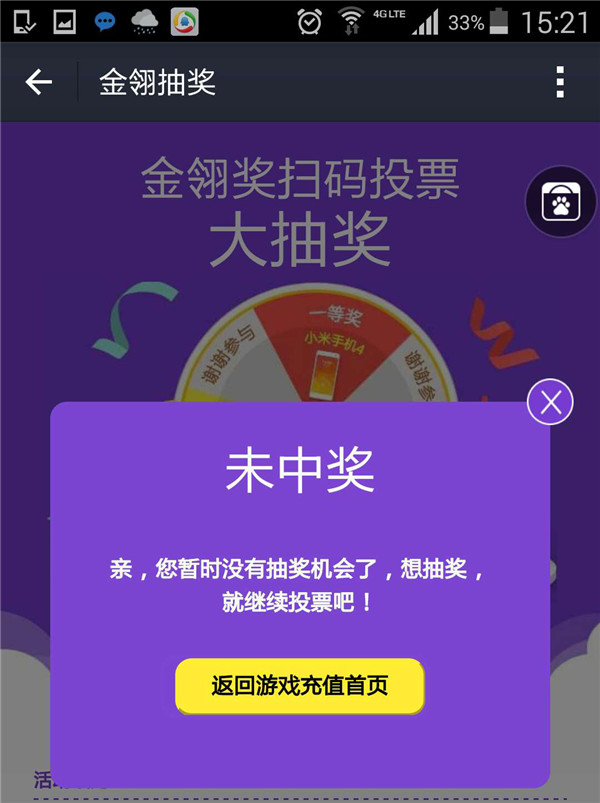 4G LTE
33%
15:21
金翎抽奖
金翎奖扫码投票
大抽奖
谢谢参与
一等奖
小米手机4
谢谢参
未中奖
亲，您暂时没有抽奖机会了，想抽奖，
就继续投票吧！
返回游戏充值首页
活动